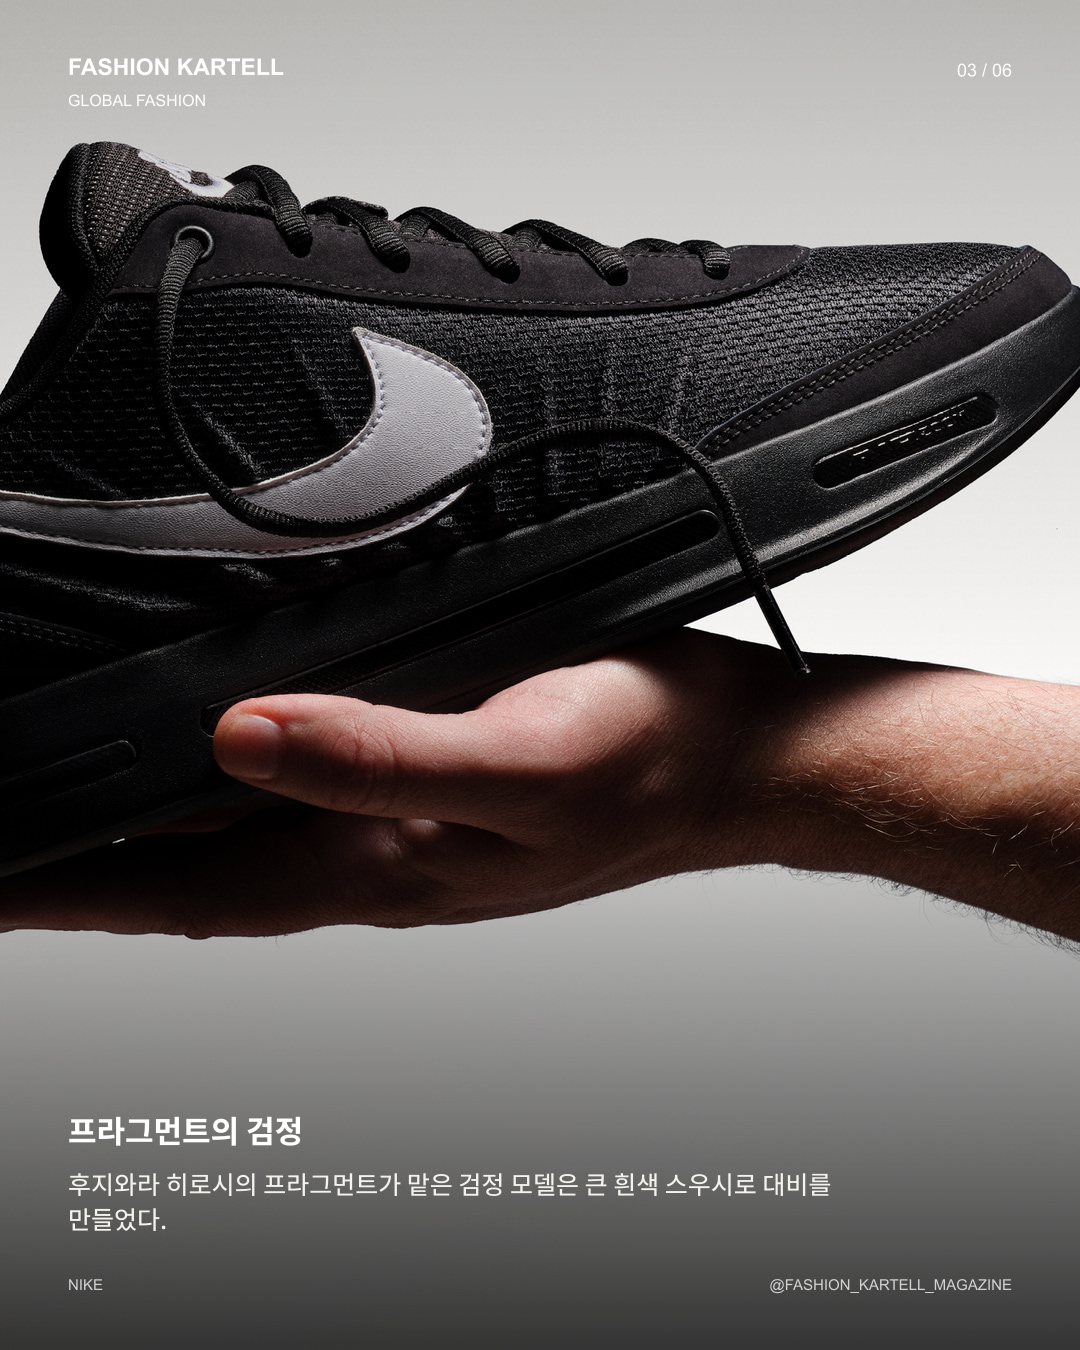 FASHION KARTELL
03 / 06
GLOBAL FASHION
프라그먼트의 검정
후지와라 히로시의 프라그먼트가 맡은 검정 모델은 큰 흰색 스우시로 대비를
만들었다.
NIKE
@FASHION_KARTELL_MAGAZINE